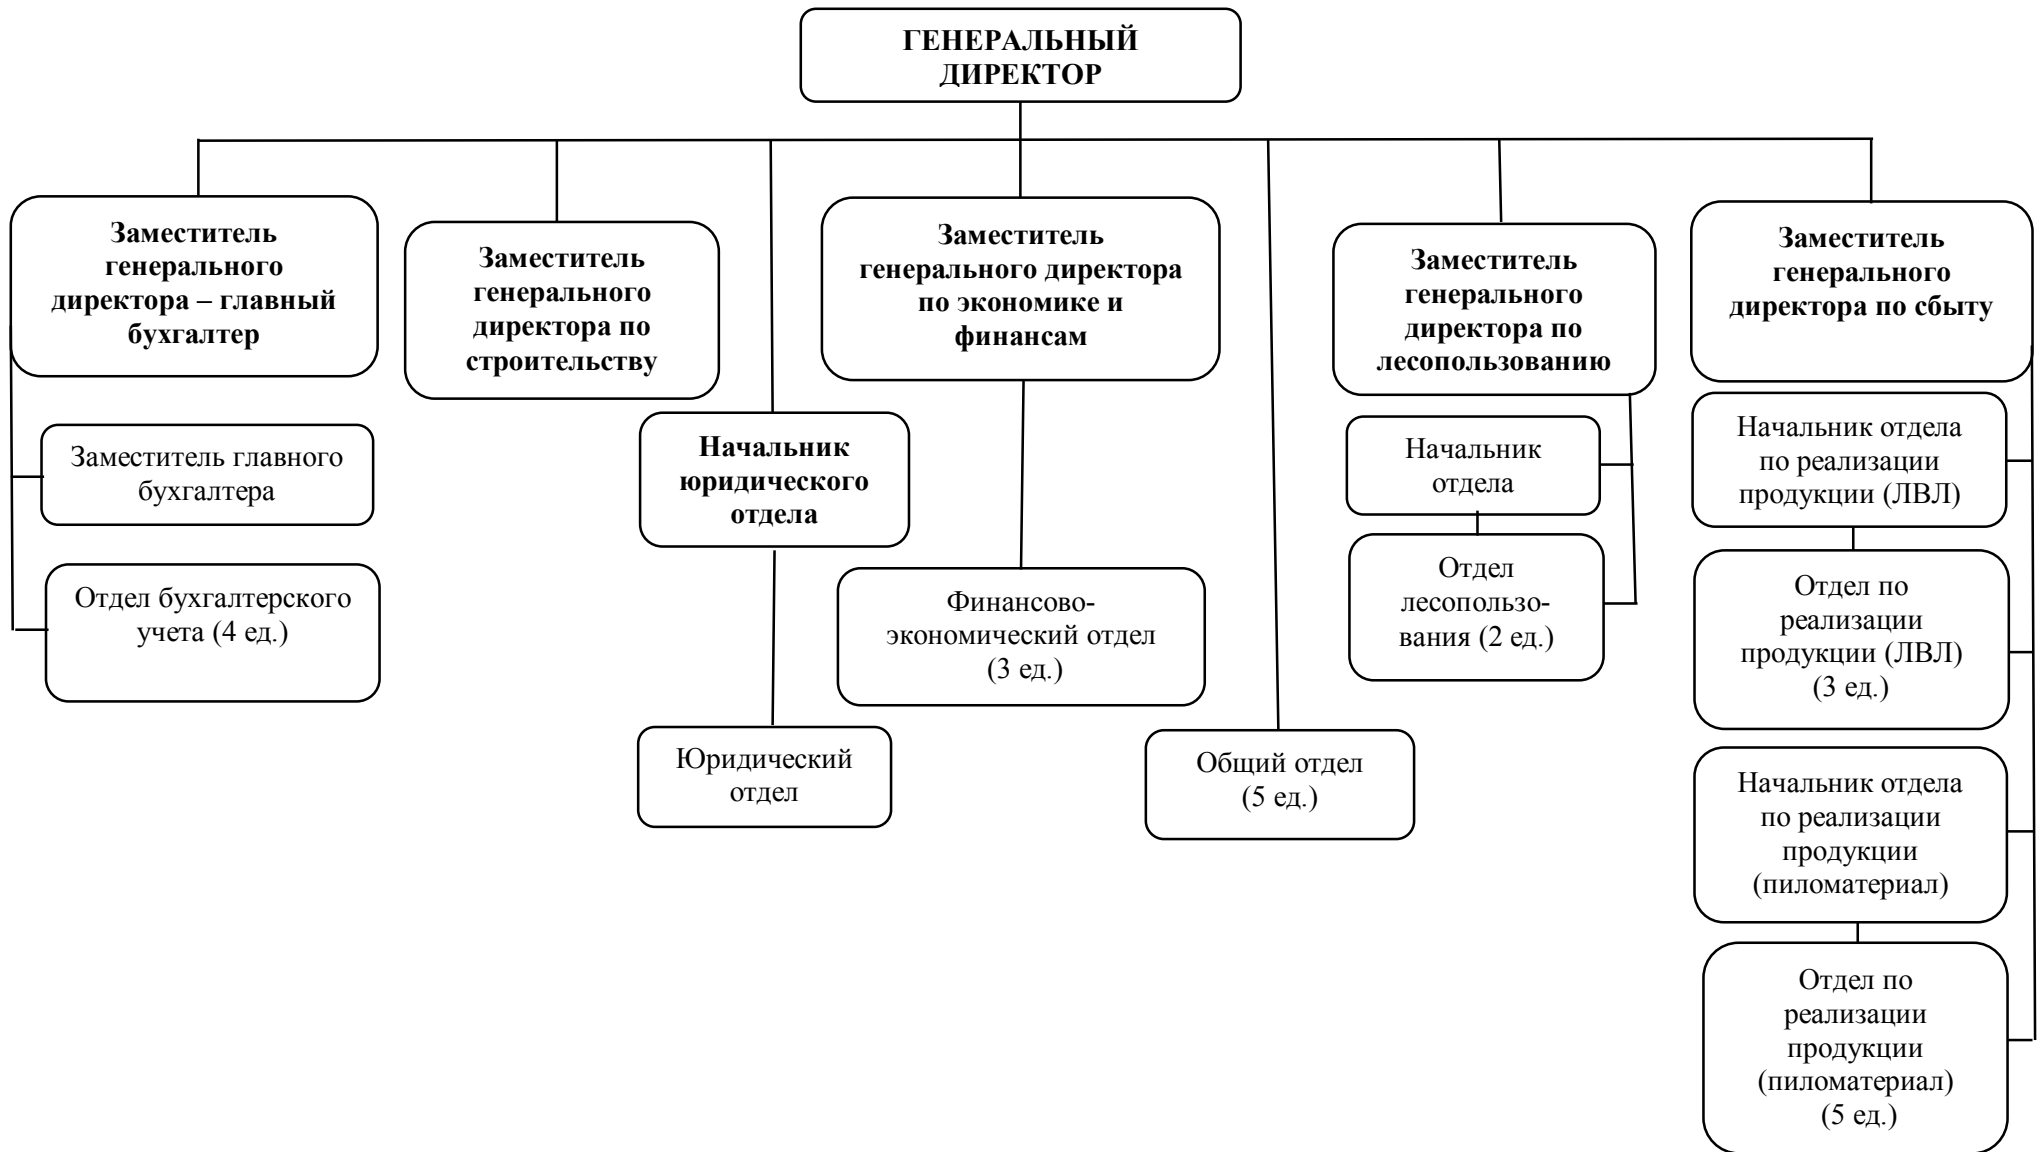 ГЕНЕРАЛЬНЫЙ
ДИРЕКТОР
Заместитель
генерального
директора – главный
бухгалтер
Заместитель
генерального
директора по
строительству
Заместитель
генерального директора
по экономике и
финансам
Заместитель
генерального
директора по
лесопользованию
Заместитель
генерального
директора по сбыту
Заместитель главного
бухгалтера
Отдел бухгалтерского
учета (4 ед.)
Начальник
юридического
отдела
Юридический
отдел
Финансово-
экономический отдел
(3 ед.)
Общий отдел
(5 ед.)
Начальник
отдела
Отдел
лесопользо-
вания (2 ед.)
Начальник отдела
по реализации
продукции (ЛВЛ)
Отдел по
реализации
продукции (ЛВЛ)
(3 ед.)
Начальник отдела
по реализации
продукции
(пиломатериал)
Отдел по
реализации
продукции
(пиломатериал)
(5 ед.)